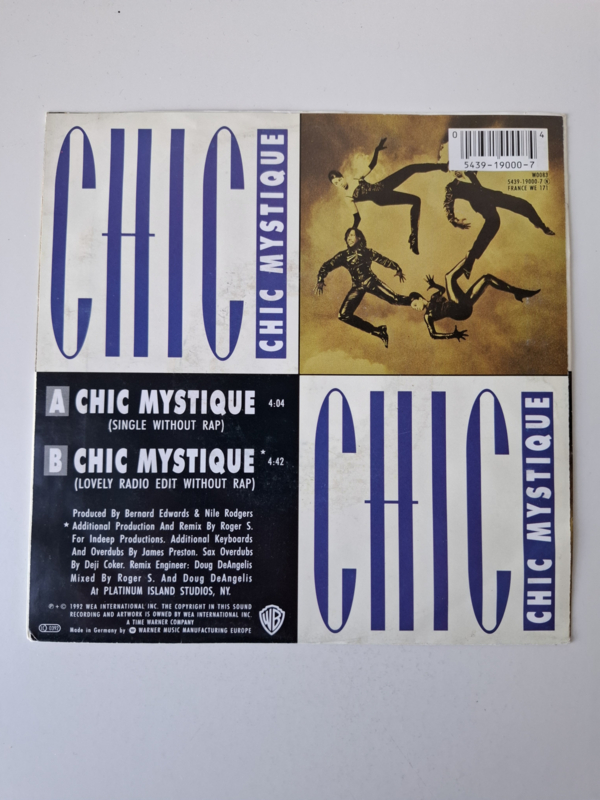 CHIC
CHIC MYSTIQUE
0 4
5439-19000-7
W0083
5439-19000-7
FRANCE WE 171
A CHIC MYSTIQUE 4:04
(SINGLE WITHOUT RAP)
B CHIC MYSTIQUE * 4:42
(LOVELY RADIO EDIT WITHOUT RAP)
Produced By Bernard Edwards & Nile Rodgers
* Additional Production And Remix By Roger S.
For Indeep Productions. Additional Keyboards
And Overdubs By James Preston. Sax Overdubs
By Deji Coker. Remix Engineer: Doug DeAngelis
Mixed By Roger S. And Doug DeAngelis
At PLATINUM ISLAND STUDIOS, NY.
℗ + © 1992 WEA INTERNATIONAL INC. THE COPYRIGHT IN THIS SOUND
RECORDING AND ARTWORK IS OWNED BY WEA INTERNATIONAL INC.
A TIME WARNER COMPANY
Made in Germany by WARNER MUSIC MANUFACTURING EUROPE
WB
CHIC
CHIC MYSTIQUE